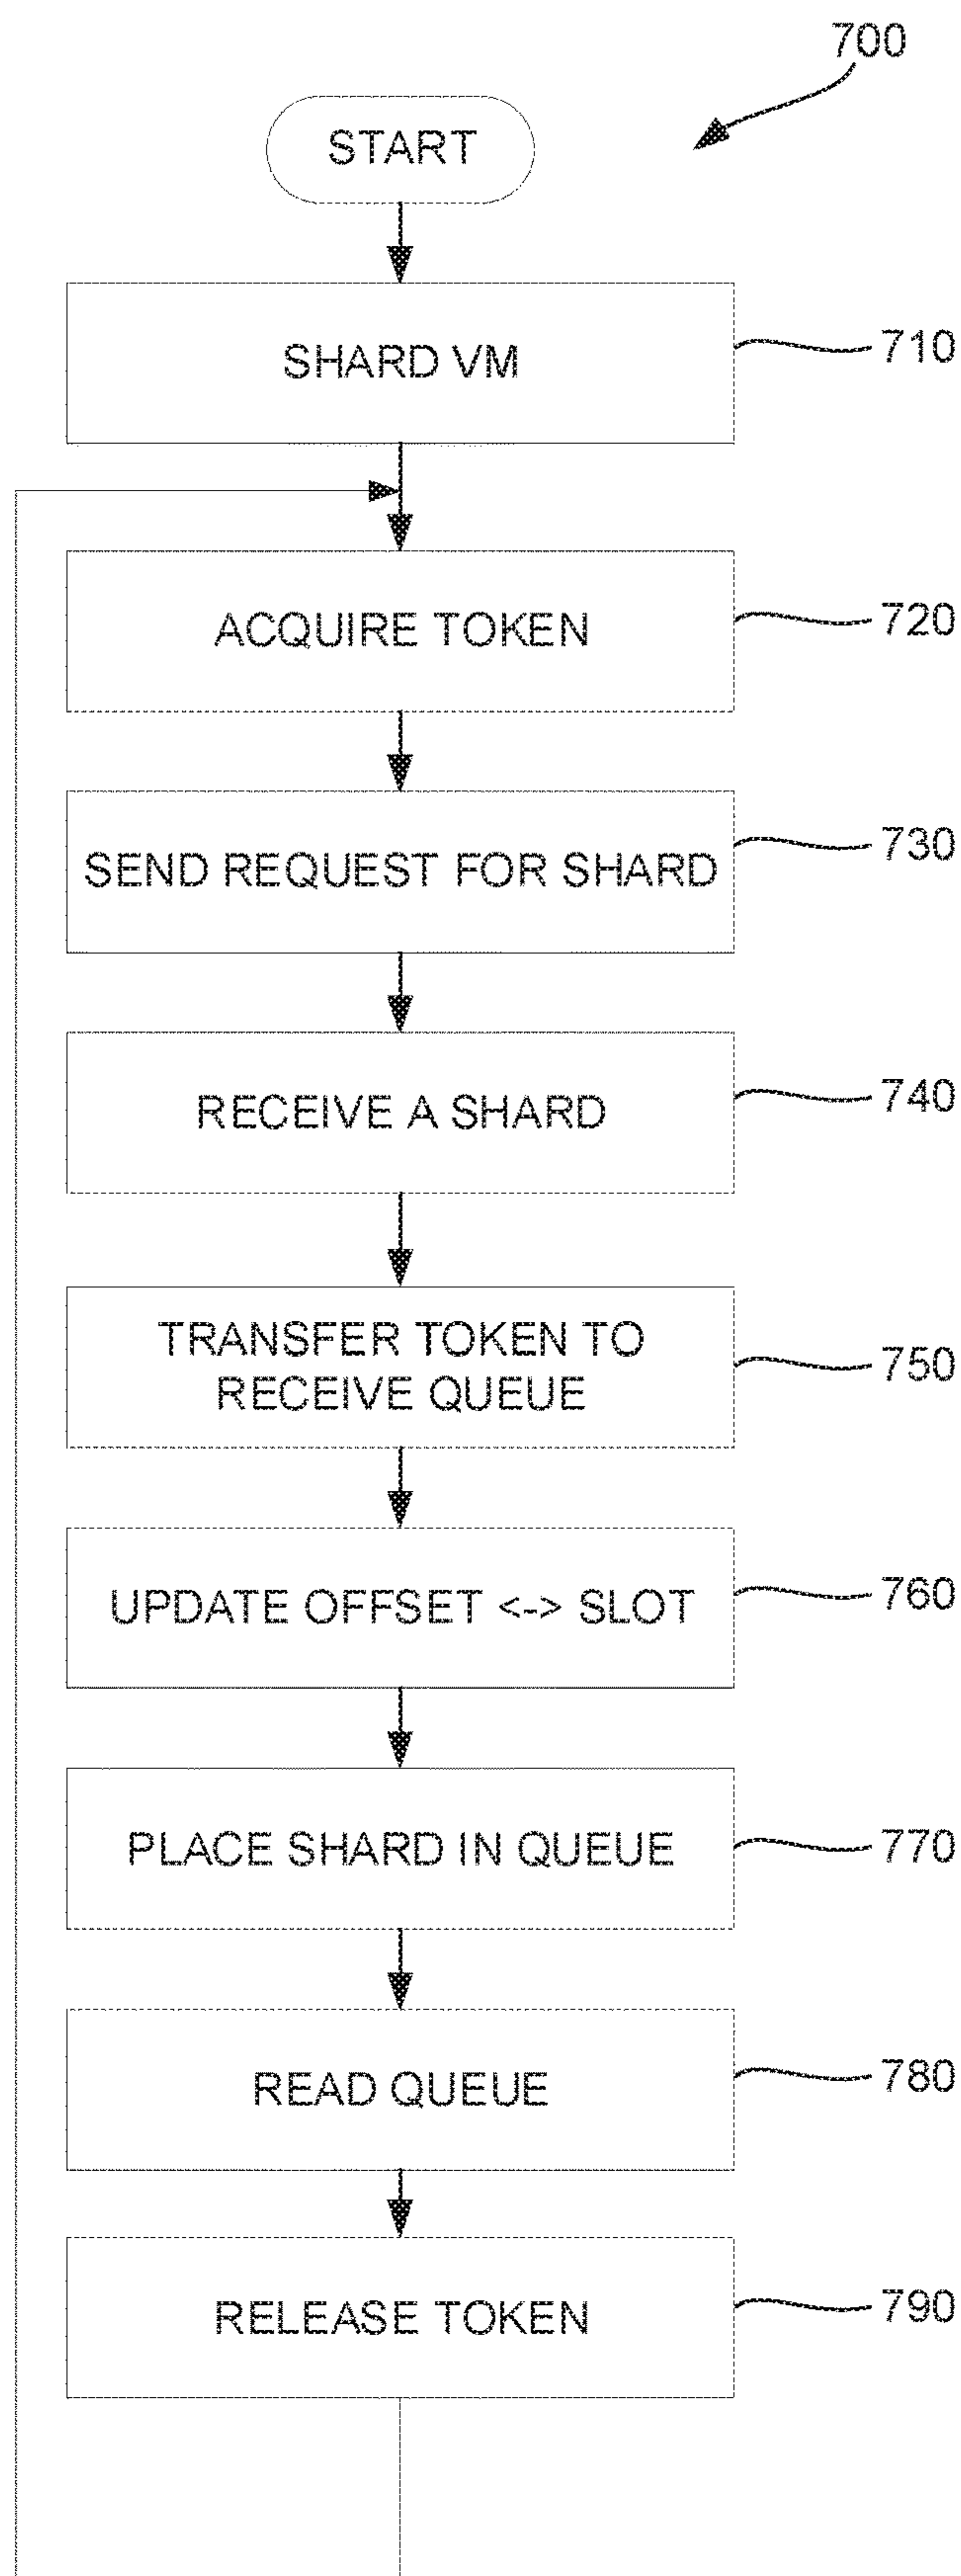 700
START
SHARD VM
710
ACQUIRE TOKEN
720
SEND REQUEST FOR SHARD
730
RECEIVE A SHARD
740
TRANSFER TOKEN TO
RECEIVE QUEUE
750
UPDATE OFFSET <-> SLOT
760
PLACE SHARD IN QUEUE
770
READ QUEUE
780
RELEASE TOKEN
790